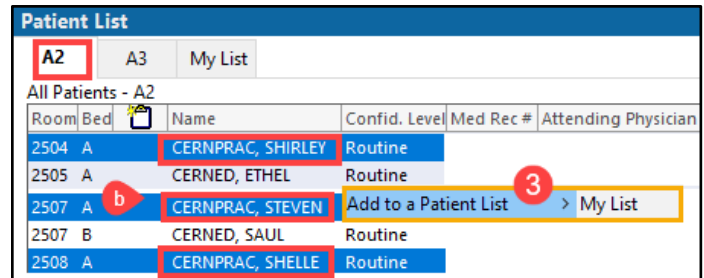 Patient List
A2 A3 My List
All Patients - A2
Room Bed Name Confid. Level Med Rec # Attending Physician
2504 A CERNPRAC, SHIRLEY Routine
2505 A CERNED, ETHEL Routine
3
2507 A b CERNPRAC, STEVEN Add to a Patient List > My List
2507 B CERNED, SAUL Routine
2508 A CERNPRAC, SHELLE Routine